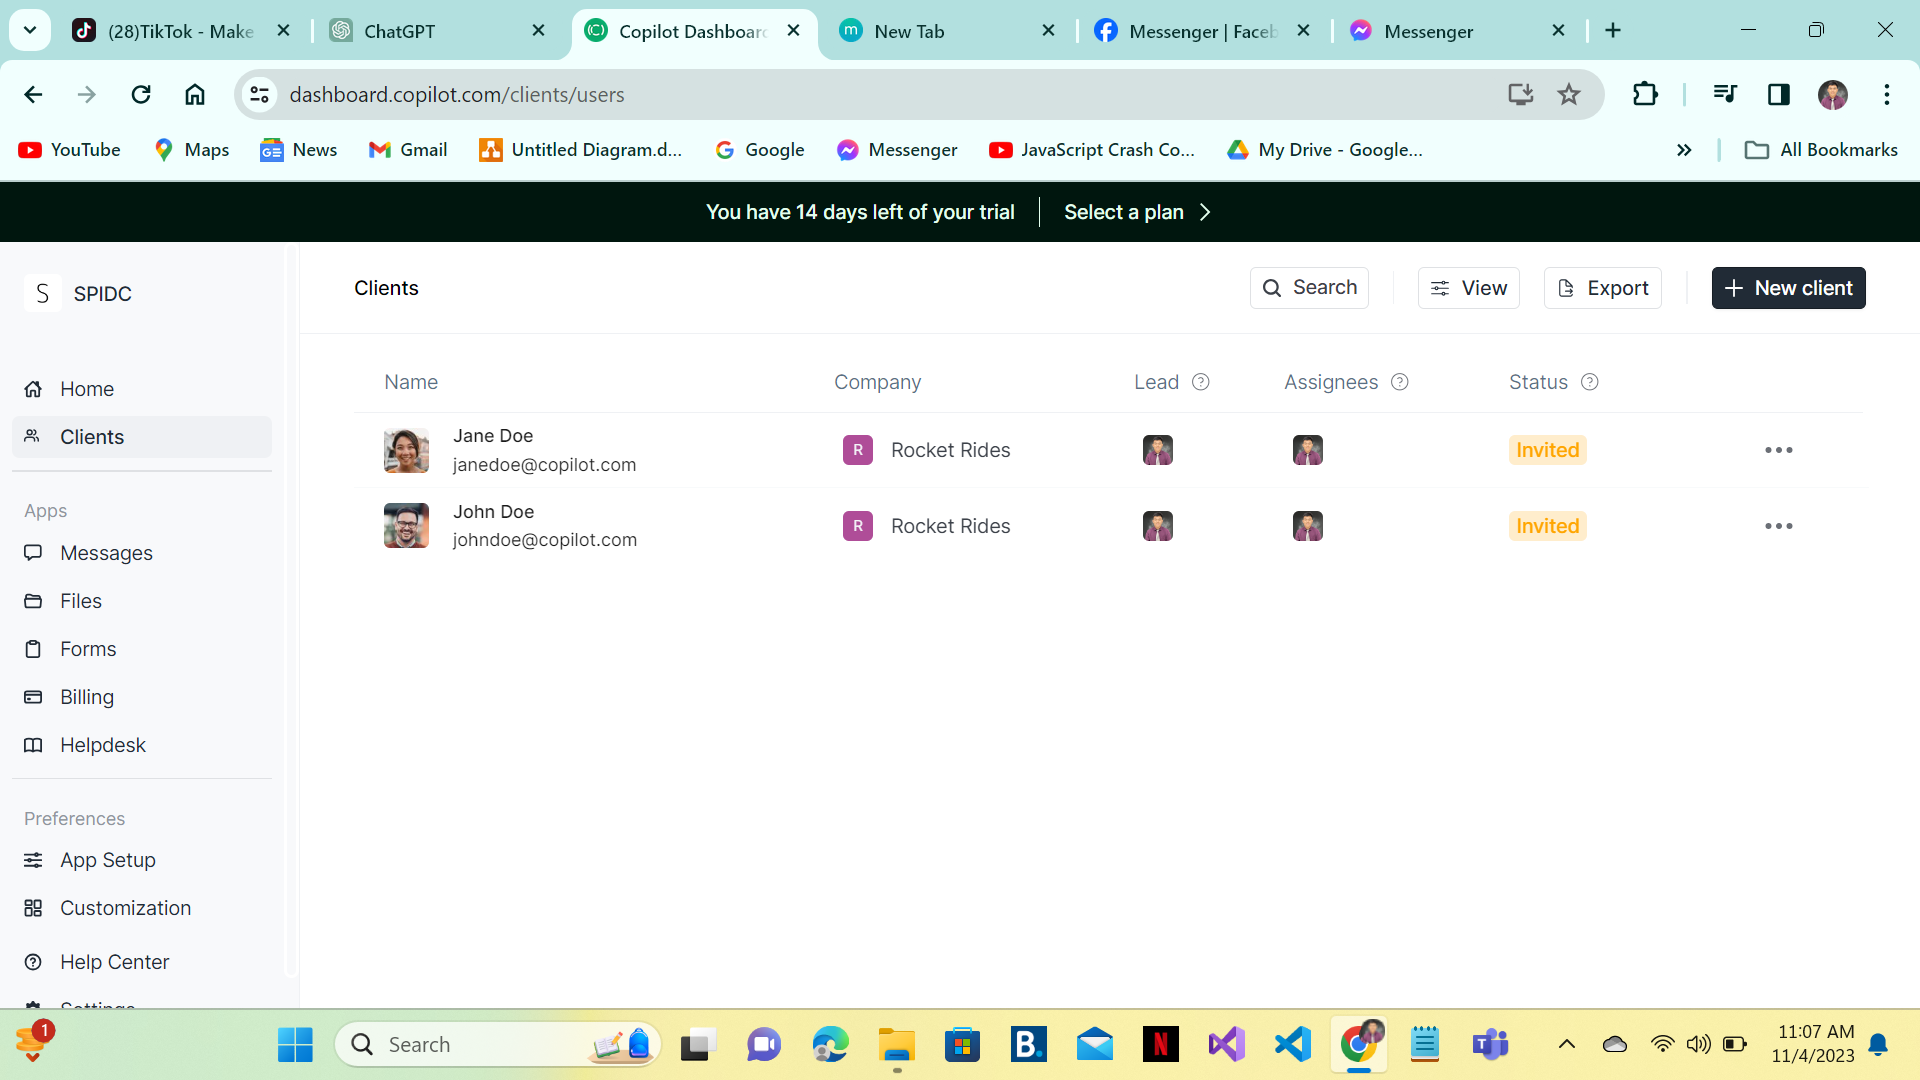 (28)TikTok - Make
ChatGPT
Copilot Dashboard
New Tab
Messenger | Faceb
Messenger
dashboard.copilot.com/clients/users
YouTube
Maps
News
Gmail
Untitled Diagram.d...
Google
Messenger
JavaScript Crash Co...
My Drive - Google...
All Bookmarks
You have 14 days left of your trial
Select a plan
S SPIDC
Clients
Search
View
Export
New client
Home
Clients
Apps
Messages
Files
Forms
Billing
Helpdesk
Preferences
App Setup
Customization
Help Center
Settings
Name Company Lead Assignees Status
Jane Doe
janedoe@copilot.com
R Rocket Rides
Invited
John Doe
johndoe@copilot.com
R Rocket Rides
Invited
1
Search
B.
N
T
11:07 AM
11/4/2023